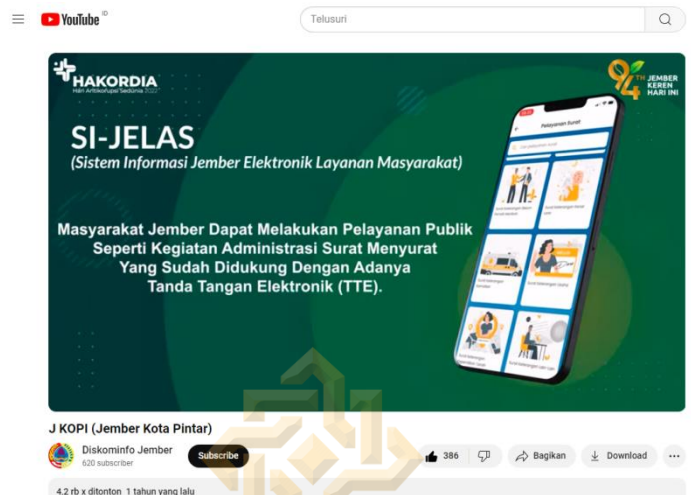 YouTube ID
Telusuri
HAKORDIA
Hari Antikorupsi Sedunia 2022
94 TH JEMBER
KEREN
HARI INI
SI-JELAS
(Sistem Informasi Jember Elektronik Layanan Masyarakat)
Masyarakat Jember Dapat Melakukan Pelayanan Publik
Seperti Kegiatan Administrasi Surat Menyurat
Yang Sudah Didukung Dengan Adanya
Tanda Tangan Elektronik (TTE).
Pelayanan Surat
J KOPI (Jember Kota Pintar)
Diskominfo Jember
620 subscriber
Subscribe
386
Bagikan
Download
4,2 rb x ditonton 1 tahun yang lalu